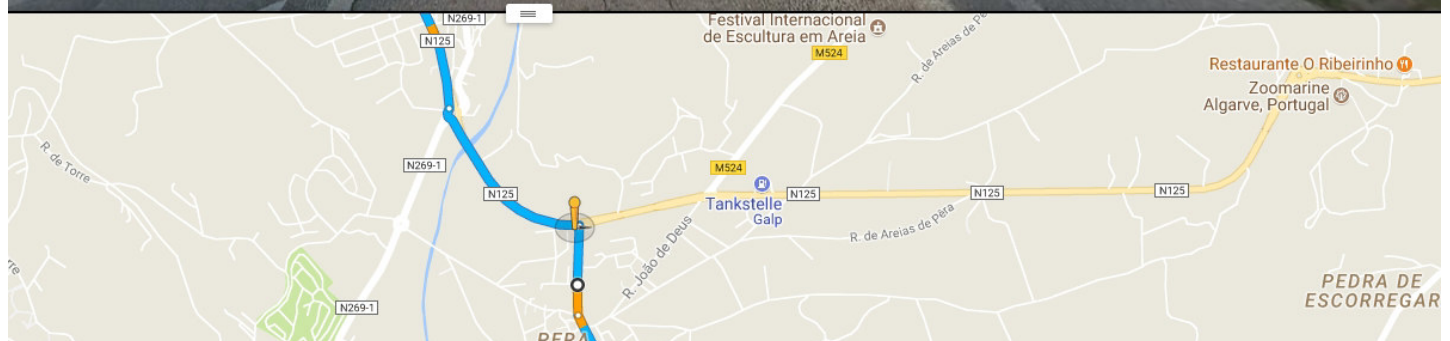 N269-1
N125
Festival Internacional
de Escultura em Areia
M524
R. de Areias de Pê
Restaurante O Ribeirinho
Zoomarine
Algarve, Portugal
R. de Torre
N269-1
N125
M524
Tankstelle
Galp
N125
N125
N125
R. João de Deus
R. de Areias de Pêra
N269-1
PEDRA DE
ESCORREGAR
PERA